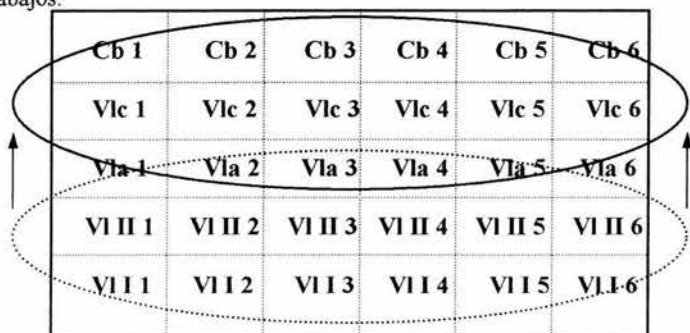 abajos:
Cb 1 Cb 2 Cb 3 Cb 4 Cb 5 Cb 6
Vlc 1 Vlc 2 Vlc 3 Vlc 4 Vlc 5 Vlc 6
Vla 1 Vla 2 Vla 3 Vla 4 Vla 5 Vla 6
Vl II 1 Vl II 2 Vl II 3 Vl II 4 Vl II 5 Vl II 6
Vl I 1 Vl I 2 Vl I 3 Vl I 4 Vl I 5 Vl I 6